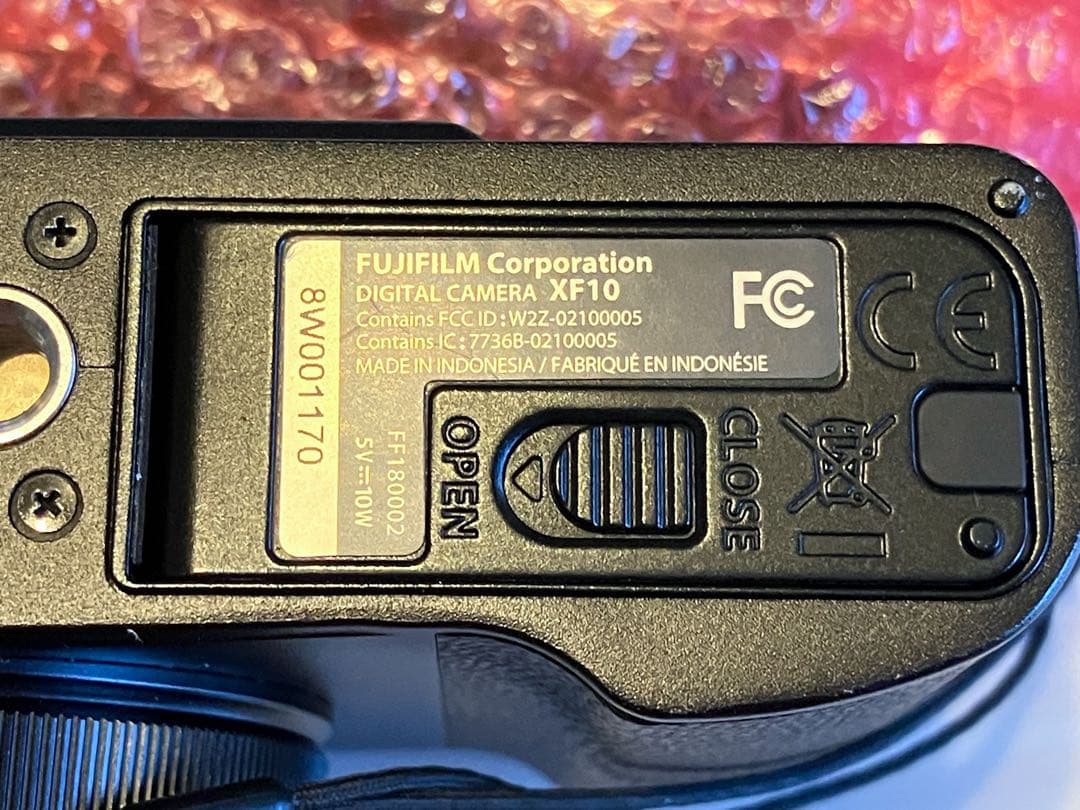 FUJIFILM Corporation
DIGITAL CAMERA XF10
Contains FCC ID : W2Z-02100005
Contains IC : 7736B-02100005
MADE IN INDONESIA / FABRIQUÉ EN INDONÉSIE
FC
CE
8W001170
FF180002
5V⎓10W
OPEN
CLOSE